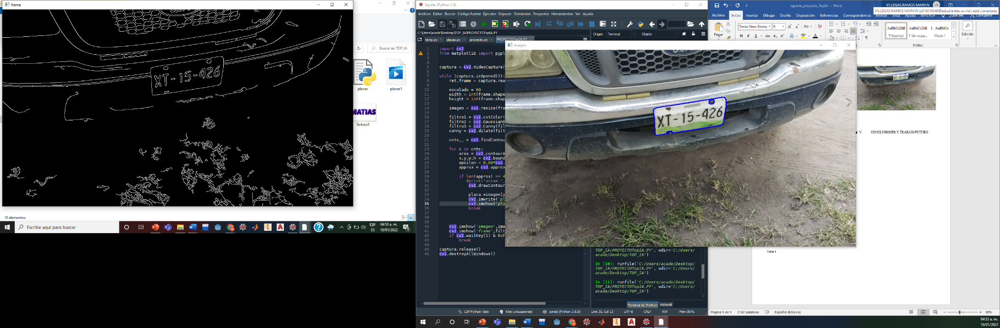 frame
XT-15-426
Buscar en TOP_IA
placas
placas1
MATIAS
Textura1
19 elementos
Escribe aquí para buscar
ESP
ES
04:53 a. m.
10/01/2022
3
Spyder (Python 3.8)
Archivo Editar Buscar Código fuente Ejecutar Depurar Terminales Proyectos Herramientas Ver Ayuda
C:\Users\acade\Desktop\TOP_IA\PROYECTOTopIA.PY
temp.py placas.py proyecto.py PROYECTOTopIA.PY
1 import cv2
2 from matplotlib import pypl
3
4
5 captura = cv2.VideoCapture(
6
7 while (captura.isOpened()):
8 ret,frame = captura.rea
9
10 escalado = 60
11 width = int(frame.shape
12 height = int(frame.shap
13
14 imagen = cv2.resize(fra
15
16 filtro1 = cv2.cvtColor(
17 filtro2 = cv2.GaussianB
18 filtro3 = cv2.Canny(fil
19 canny = cv2.dilate(filt
20
21 cnts,_ = cv2.findContou
22
23 for c in cnts:
24 area = cv2.contourA
25 x,y,w,h = cv2.bound
26 epsilon = 0.09*cv2.
27 approx = cv2.approx
28
29 if len(approx) == 4
30 #print('area= ',
31 cv2.drawContour
32
33 placa =imagen[y
34 cv2.imwrite('pl
35 cv2.imshow('pla
36 break
37
38
39
40 cv2.imshow('imagen',ima
41 cv2.imshow('frame',filt
42 if cv2.waitKey(1) & 0xF
43 break
44
45 captura.release()
46 cv2.destroyAllWindows()
Origen Terminal Objeto
imagen
XT-15-426
TOP_IA/PROYECTOTopIA.PY', wdir='C:/Users/
acade/Desktop/TOP_IA')
In [10]: runfile('C:/Users/acade/Desktop/
TOP_IA/PROYECTOTopIA.PY', wdir='C:/Users/
acade/Desktop/TOP_IA')
In [11]: runfile('C:/Users/acade/Desktop/
TOP_IA/PROYECTOTopIA.PY', wdir='C:/Users/
acade/Desktop/TOP_IA')
Terminal de IPython Historial
LSP Python: listo Kite: unsupported conda (Python 3.8.8) Line 35, Col 13 UTF-8 CRLF RW Mem 86%
reporte_proyecto_TopIA - Word
VILLEGAS RAMOS MARVIN VR
VILLEGAS RAMOS MARVIN (zS16019340@estudiantes.uv.mx) está conectado
Archivo Inicio Insertar Dibujar Diseño Disposición Referencias Correspondencia Revisar Vista Ayuda WPS PDF Compartir
Pegar
Times New Roma 9
N K S abc x₂ x²
AaBbCcDdI AaBbCcDdI
¶ Normal ¶ Sin espa... Título 1
Estilos
Edición
XT-15-426
V. CONCLUSIONES Y TRABAJO FUTURO
Video 1
Página 5 de 5 2162 palabras Español (México) 80%
04:53 a. m.
10/01/2022